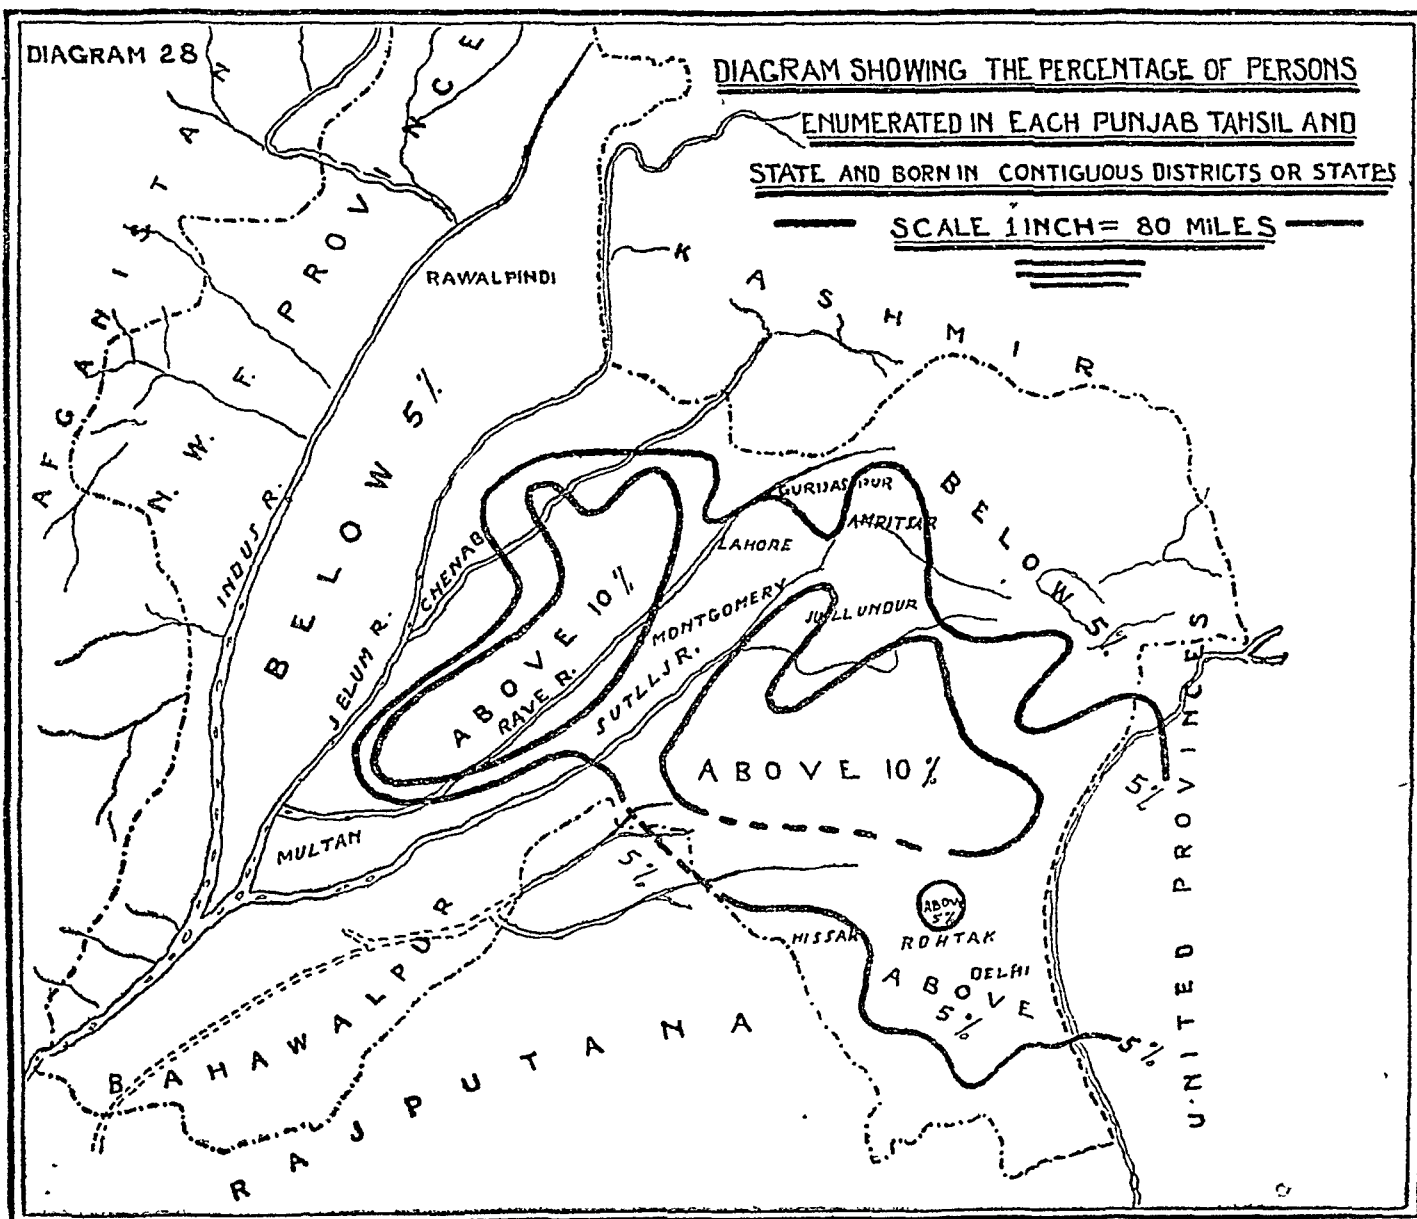 DIAGRAM 28
DIAGRAM SHOWING THE PERCENTAGE OF PERSONS
ENUMERATED IN EACH PUNJAB TAHSIL AND
STATE AND BORN IN CONTIGUOUS DISTRICTS OR STATES
SCALE 1 INCH = 80 MILES
AFGANISTAN
N. W. F. PROVINCE
KASHMIR
RAWALPINDI
BELOW 5%
INDUS R.
JELUM R.
CHENAB
ABOVE 10%
RAVE R.
SUTLLJ R.
MONTGOMERY
LAHORE
GURDASPUR
AMRITSAR
JULLUNDUR
BELOW 5%
ABOVE 10%
5%
MULTAN
5%
HISSAR
ABOV
5%
ROHTAK
DELHI
ABOVE
5%
5%
BAHAWALPUR
RAJPUTANA
UNITED PROVINCES